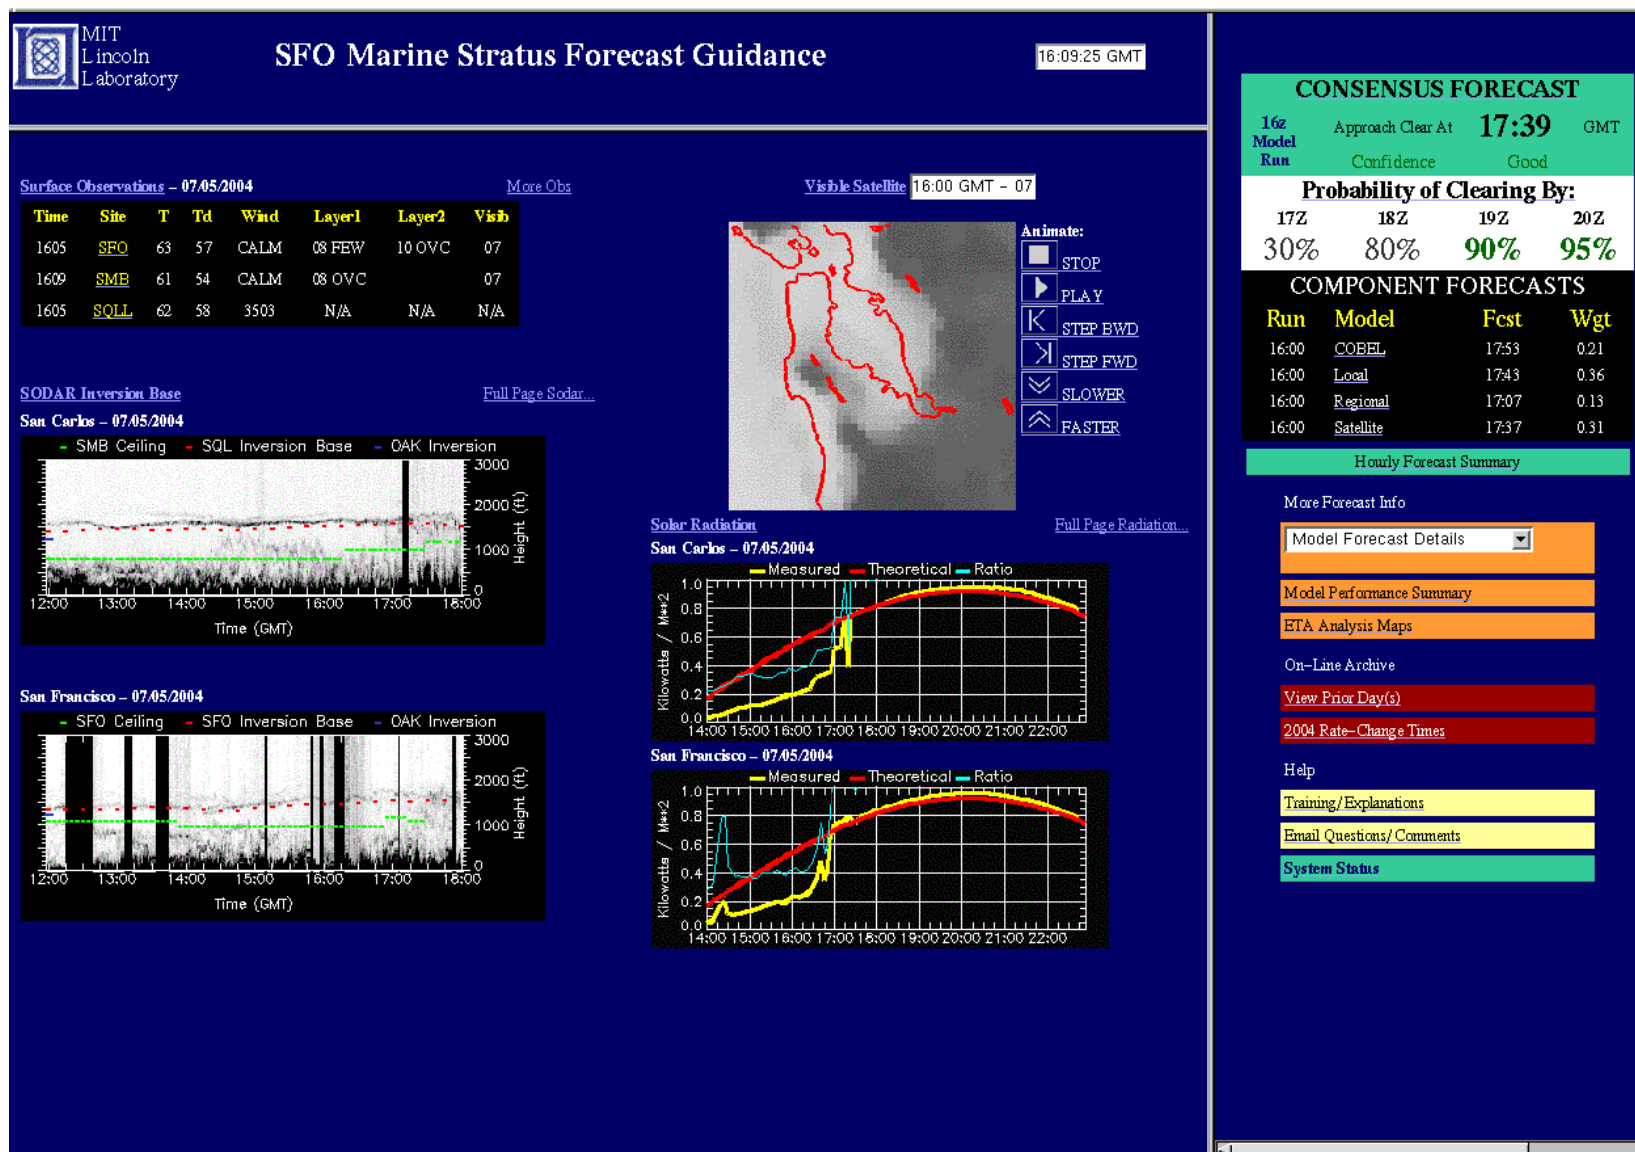 MIT
Lincoln
Laboratory
SFO Marine Stratus Forecast Guidance
16:09:25 GMT
Surface Observations – 07/05/2004 More Obs
Time Site T Td Wind Layer1 Layer2 Visib
1605 SFO 63 57 CALM 08 FEW 10 OVC 07
1609 SMB 61 54 CALM 08 OVC 07
1605 SQLL 62 58 3503 N/A N/A N/A
SODAR Inversion Base Full Page Sodar...
San Carlos – 07/05/2004
SMB Ceiling SQL Inversion Base OAK Inversion
3000
2000
1000
0
Height (ft)
12:00 13:00 14:00 15:00 16:00 17:00 18:00
Time (GMT)
San Francisco – 07/05/2004
SFO Ceiling SFO Inversion Base OAK Inversion
3000
2000
1000
0
Height (ft)
12:00 13:00 14:00 15:00 16:00 17:00 18:00
Time (GMT)
Visible Satellite 16:00 GMT – 07
Animate:
STOP
PLAY
STEP BWD
STEP FWD
SLOWER
FASTER
Solar Radiation Full Page Radiation...
San Carlos – 07/05/2004
Measured Theoretical Ratio
1.0
0.8
0.6
0.4
0.2
0.0
Kilowatts / M**2
14:00 15:00 16:00 17:00 18:00 19:00 20:00 21:00 22:00
San Francisco – 07/05/2004
Measured Theoretical Ratio
1.0
0.8
0.6
0.4
0.2
0.0
Kilowatts / M**2
14:00 15:00 16:00 17:00 18:00 19:00 20:00 21:00 22:00
CONSENSUS FORECAST
16z
Model
Run
Approach Clear At 17:39 GMT
Confidence Good
Probability of Clearing By:
17Z 18Z 19Z 20Z
30% 80% 90% 95%
COMPONENT FORECASTS
Run Model Fcst Wgt
16:00 COBEL 17:53 0.21
16:00 Local 17:43 0.36
16:00 Regional 17:07 0.13
16:00 Satellite 17:37 0.31
Hourly Forecast Summary
More Forecast Info
Model Forecast Details
Model Performance Summary
ETA Analysis Maps
On–Line Archive
View Prior Day(s)
2004 Rate–Change Times
Help
Training/Explanations
Email Questions/Comments
System Status